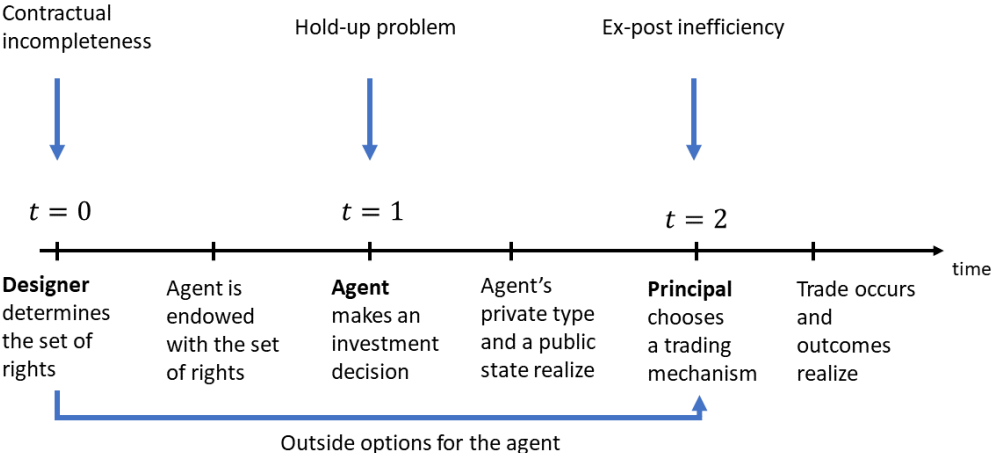 Contractual
incompleteness
Hold-up problem
Ex-post inefficiency
t = 0
t = 1
t = 2
time
Designer
determines
the set of
rights
Agent is
endowed
with the set
of rights
Agent
makes an
investment
decision
Agent's
private type
and a public
state realize
Principal
chooses
a trading
mechanism
Trade occurs
and
outcomes
realize
Outside options for the agent